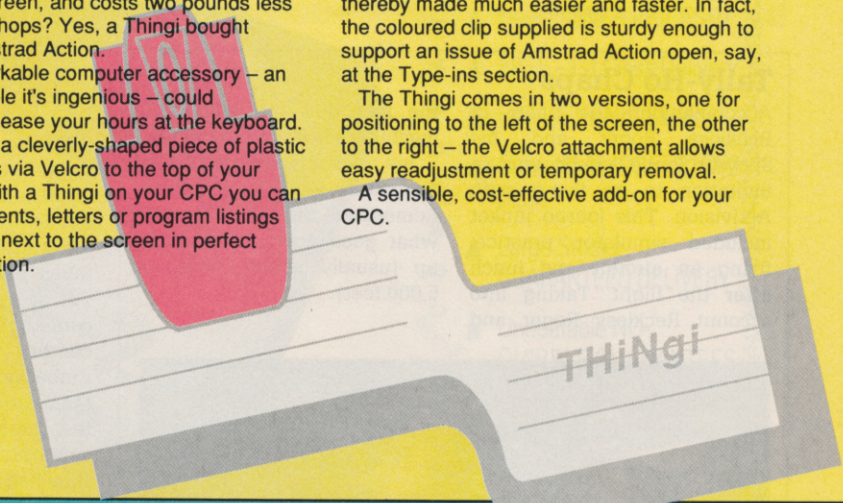 reen, and costs two pounds less
hops? Yes, a Thingi bought
strad Action.
rkable computer accessory – an
le it's ingenious – could
ease your hours at the keyboard.
a cleverly-shaped piece of plastic
s via Velcro to the top of your
ith a Thingi on your CPC you can
ents, letters or program listings
next to the screen in perfect
tion.
thereby made much easier and faster. In fact,
the coloured clip supplied is sturdy enough to
support an issue of Amstrad Action open, say,
at the Type-ins section.
The Thingi comes in two versions, one for
positioning to the left of the screen, the other
to the right – the Velcro attachment allows
easy readjustment or temporary removal.
A sensible, cost-effective add-on for your
CPC.
THiNgi